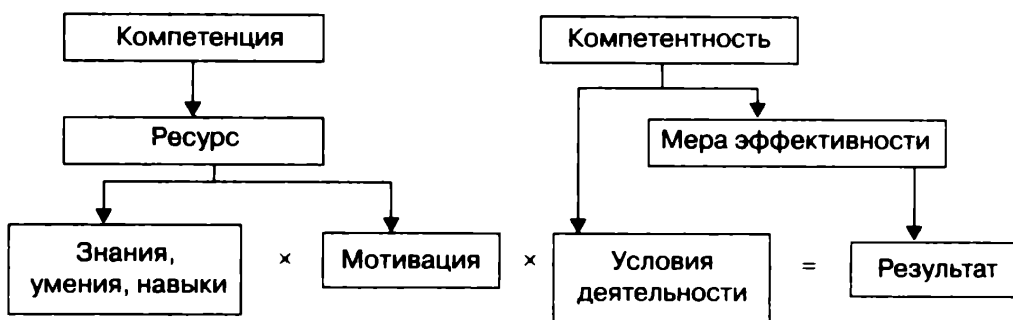 Компетенция
Компетентность
Ресурс
Мера эффективности
Знания,
умения, навыки
×
Мотивация
×
Условия
деятельности
=
Результат